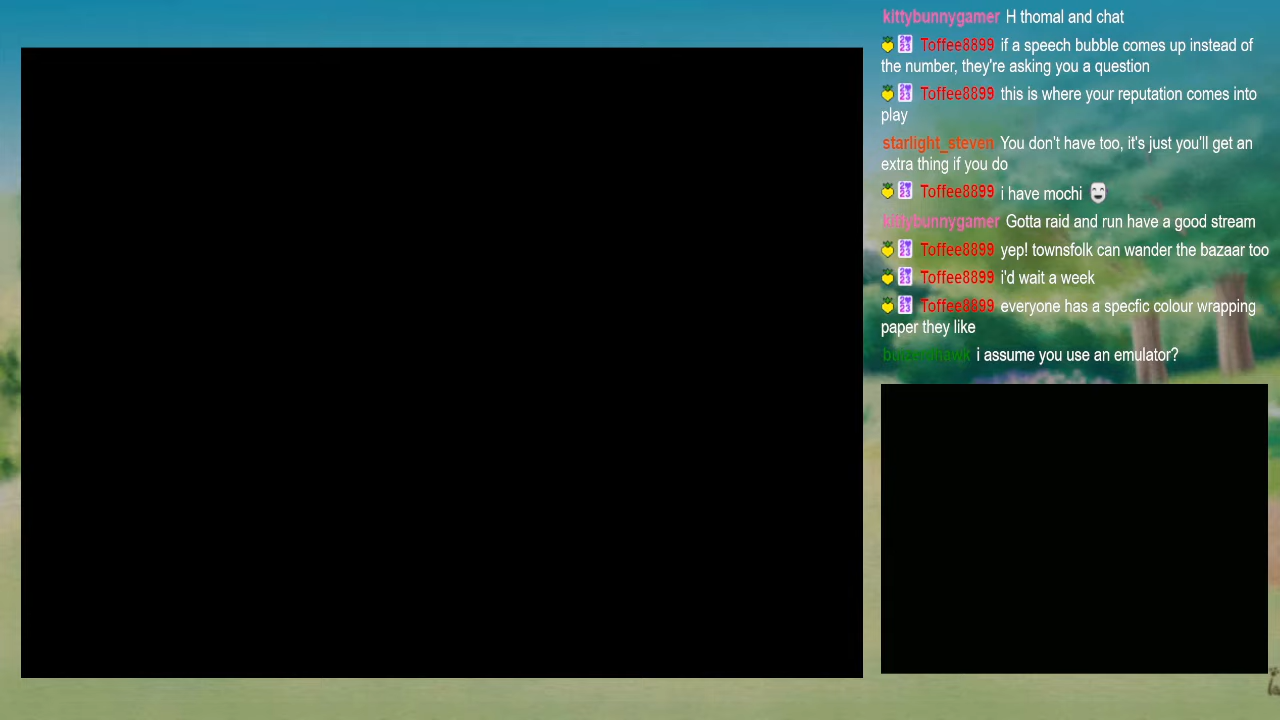 kittybunnygamer H thomal and chat
Toffee8899 if a speech bubble comes up instead of
the number, they're asking you a question
Toffee8899 this is where your reputation comes into
play
starlight_steven You don't have too, it's just you'll get an
extra thing if you do
Toffee8899 i have mochi
kittybunnygamer Gotta raid and run have a good stream
Toffee8899 yep! townsfolk can wander the bazaar too
Toffee8899 i'd wait a week
Toffee8899 everyone has a specfic colour wrapping
paper they like
i assume you use an emulator?